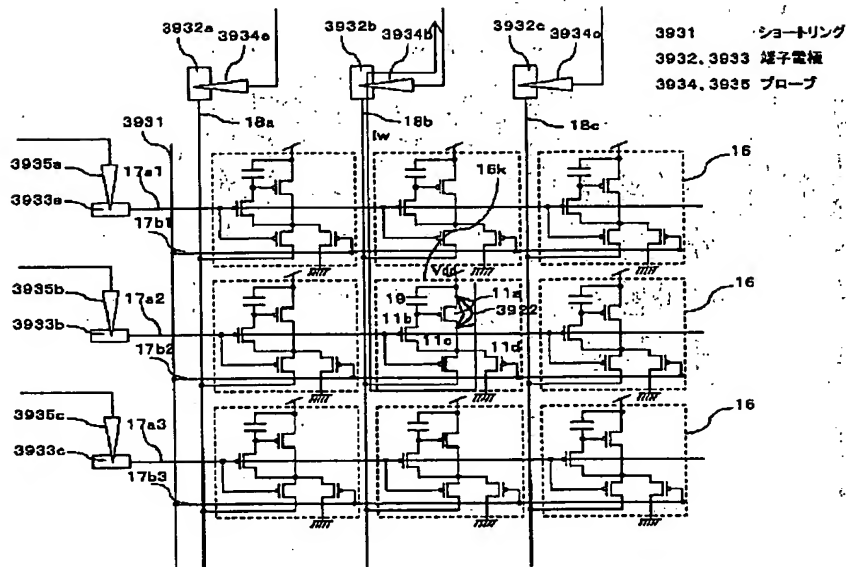 3932a
3934a
3932b
3934b
3932c
3934c
3931 ショートリング
3932、3933 端子電極
3934、3935 プローブ
3931
18a
18b
18c
Iw
3935a
17a1
16
16k
3933a
17b1
3935b
17a2
Vdd
19
11a
3922
16
3933b
11b
17b2
11c
11d
3935c
17a3
16
3933c
17b3